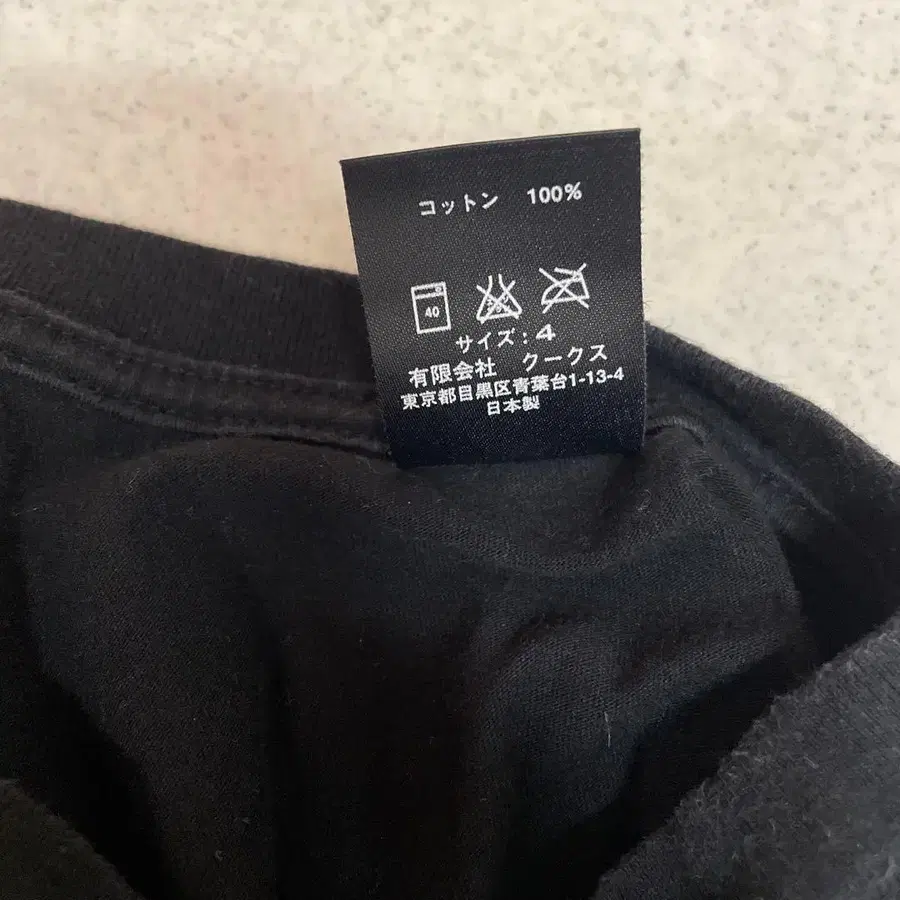 コットン 100%
40
サイズ:4
有限会社 クークス
東京都目黒区青葉台1-13-4
日本製